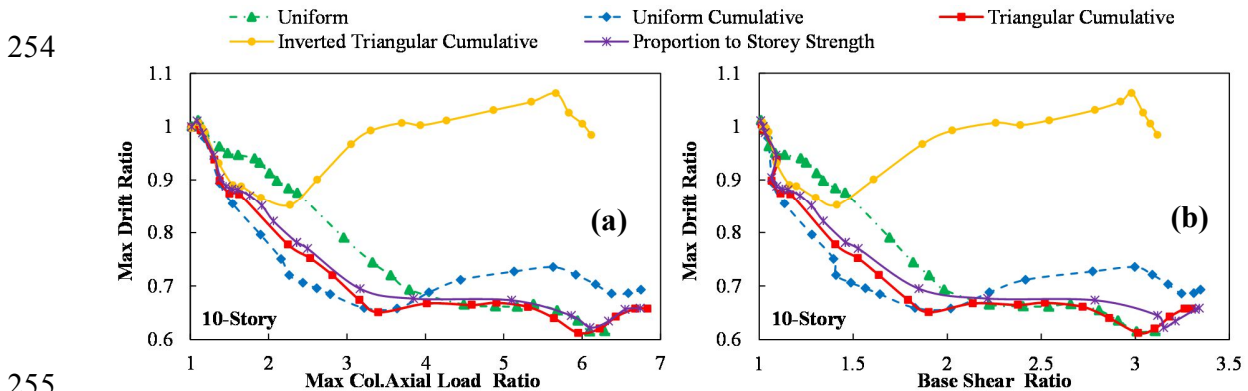 Uniform Uniform Cumulative Triangular Cumulative
254
Inverted Triangular Cumulative Proportion to Storey Strength
1.1 1.1
1 1
0.9 0.9
Max Drift Ratio Max Drift Ratio
0.8 (a) 0.8 (b)
0.7 0.7
10-Story 10-Story
0.6 0.6
1 2 3 4 5 6 7 1 1.5 2 2.5 3 3.5
Max Col.Axial Load Ratio Base Shear Ratio
255